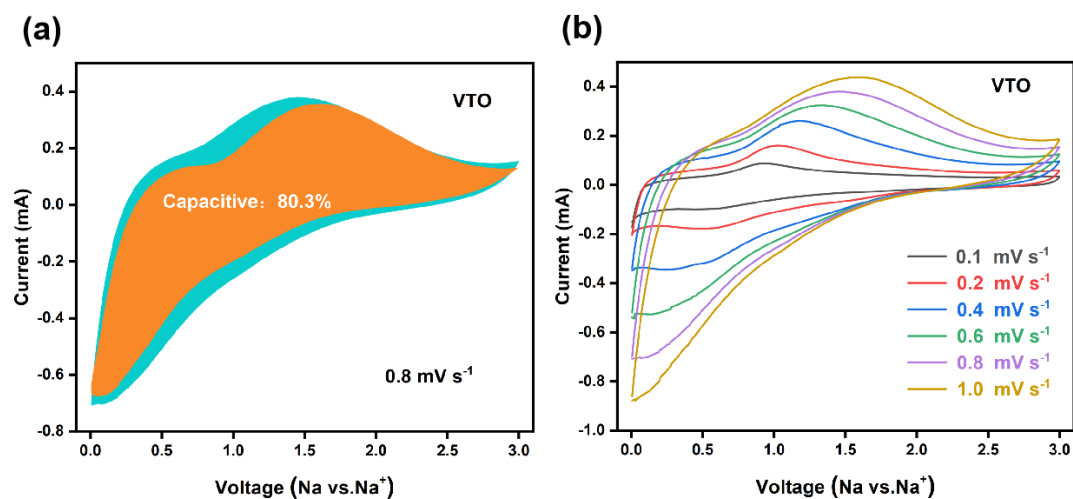 (a)
VTO
Capacitive：80.3%
0.8 mV s⁻¹
0.4
0.2
0.0
-0.2
-0.4
-0.6
-0.8
0.0 0.5 1.0 1.5 2.0 2.5 3.0
Current (mA)
Voltage (Na vs.Na⁺)
(b)
VTO
0.1 mV s⁻¹
0.2 mV s⁻¹
0.4 mV s⁻¹
0.6 mV s⁻¹
0.8 mV s⁻¹
1.0 mV s⁻¹
0.4
0.2
0.0
-0.2
-0.4
-0.6
-0.8
-1.0
0.0 0.5 1.0 1.5 2.0 2.5 3.0
Current (mA)
Voltage (Na vs.Na⁺)